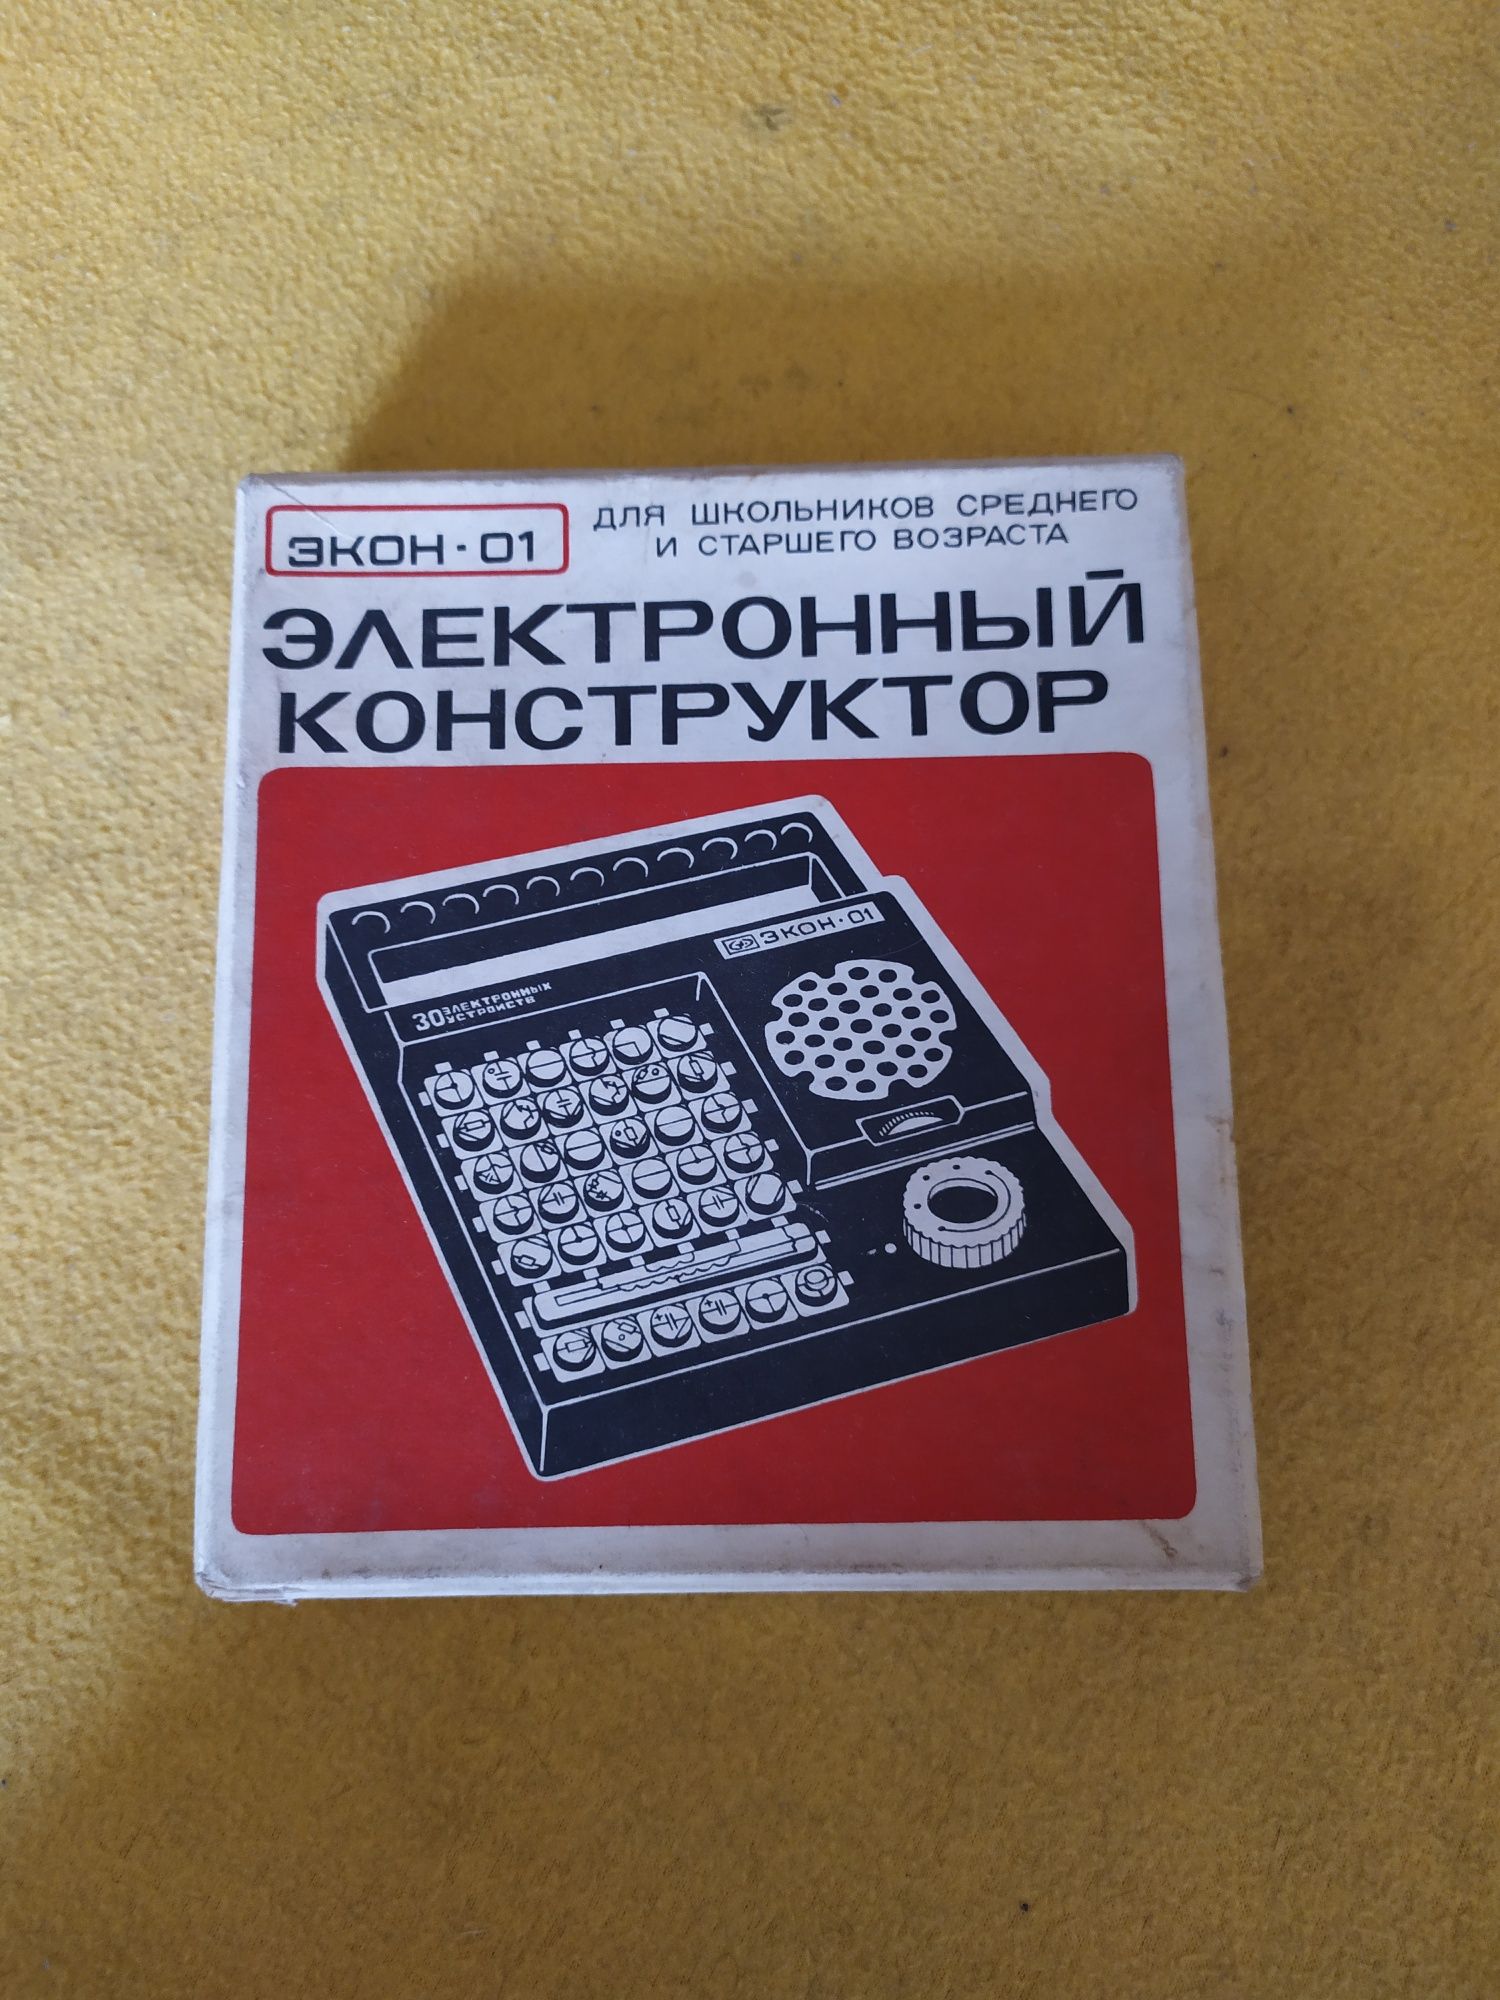 ЭКОН·01
ДЛЯ ШКОЛЬНИКОВ СРЕДНЕГО
И СТАРШЕГО ВОЗРАСТА
ЭЛЕКТРОННЫЙ
КОНСТРУКТОР
ЭКОН·01
30 ЭЛЕКТРОННЫХ
УСТРОЙСТВ